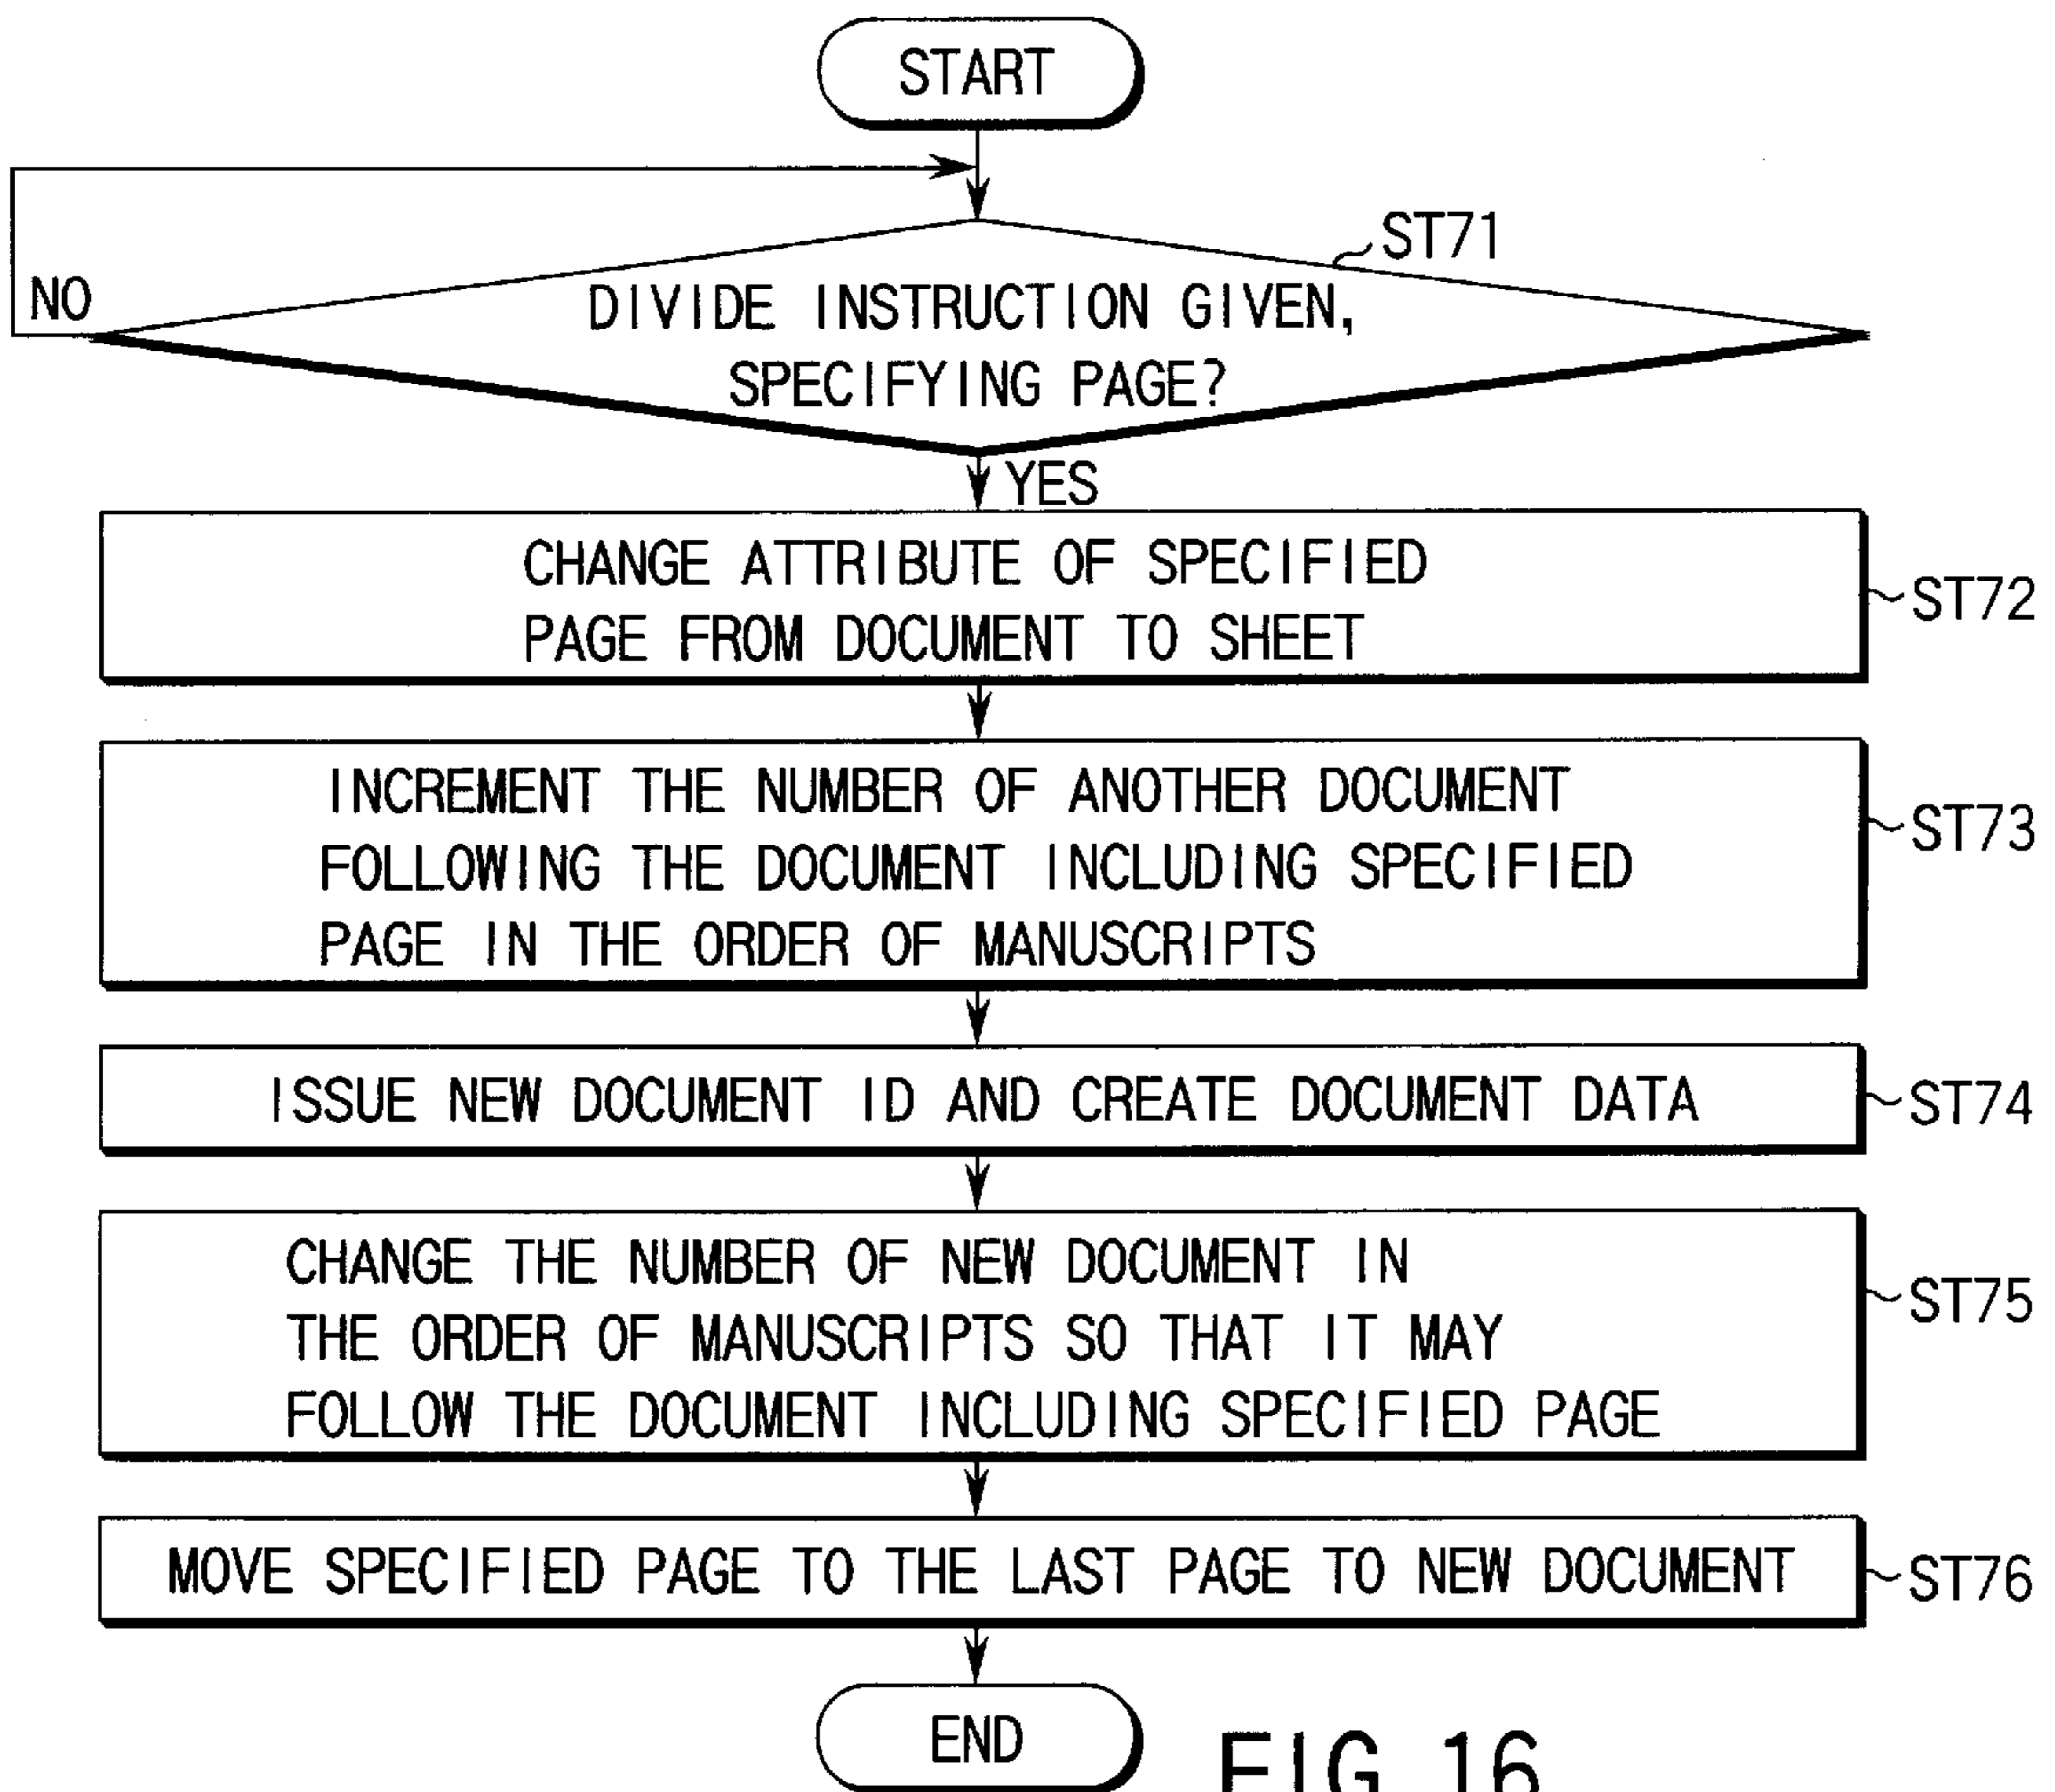 START
ST71
NO
DIVIDE INSTRUCTION GIVEN,
SPECIFYING PAGE?
YES
CHANGE ATTRIBUTE OF SPECIFIED
PAGE FROM DOCUMENT TO SHEET
ST72
INCREMENT THE NUMBER OF ANOTHER DOCUMENT
FOLLOWING THE DOCUMENT INCLUDING SPECIFIED
PAGE IN THE ORDER OF MANUSCRIPTS
ST73
ISSUE NEW DOCUMENT ID AND CREATE DOCUMENT DATA
ST74
CHANGE THE NUMBER OF NEW DOCUMENT IN
THE ORDER OF MANUSCRIPTS SO THAT IT MAY
FOLLOW THE DOCUMENT INCLUDING SPECIFIED PAGE
ST75
MOVE SPECIFIED PAGE TO THE LAST PAGE TO NEW DOCUMENT
ST76
END
FIG. 16